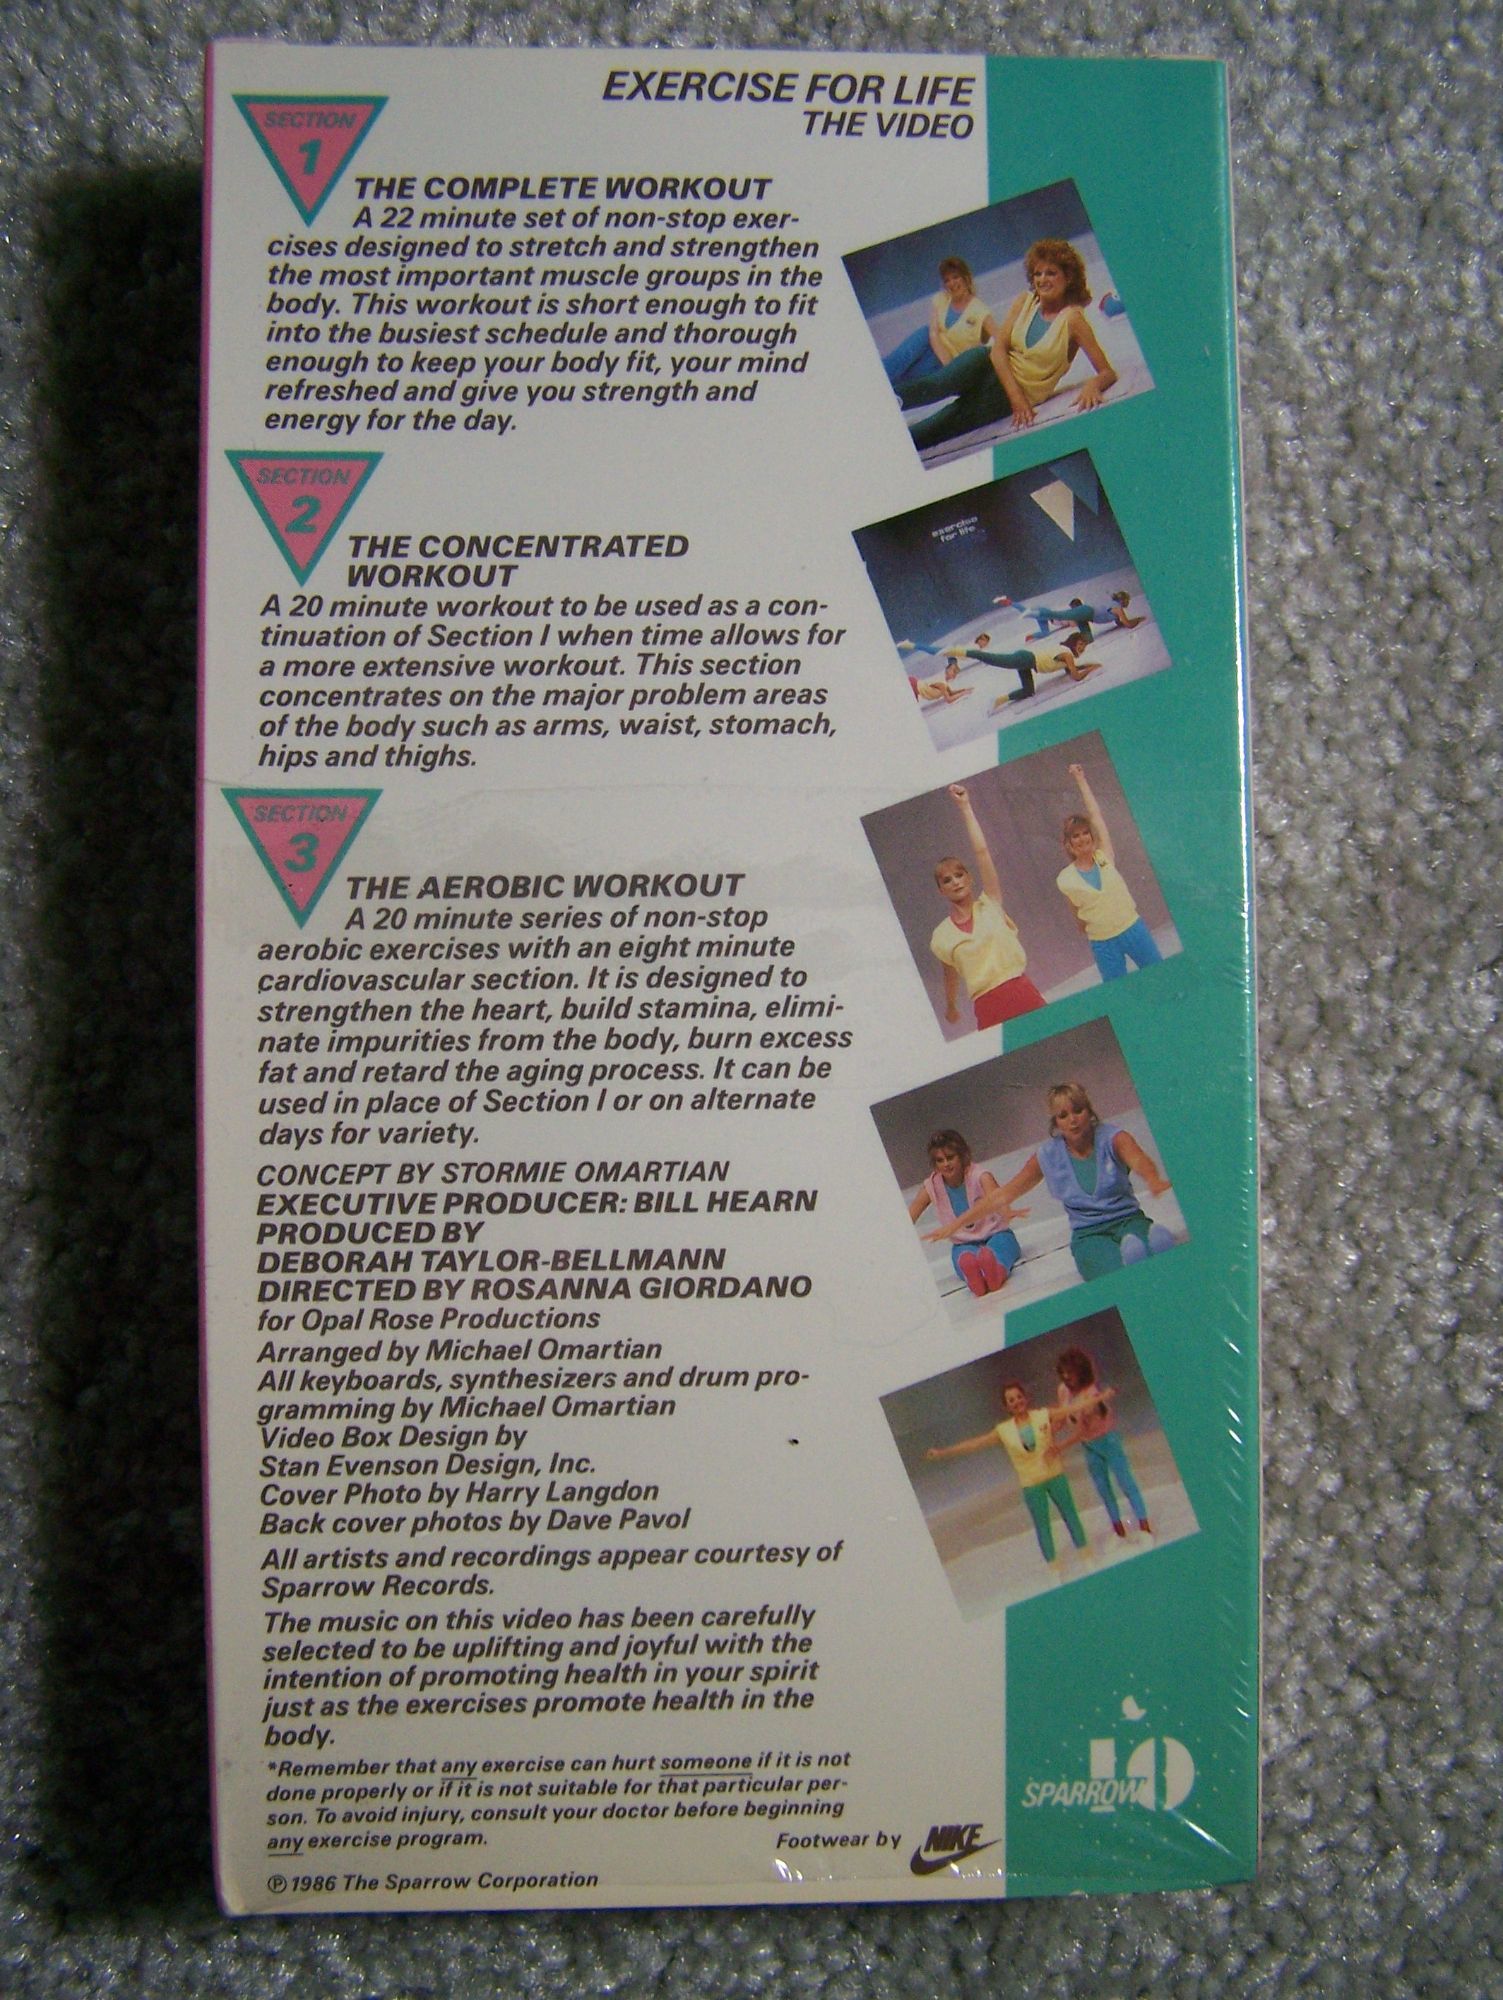 EXERCISE FOR LIFE
THE VIDEO
SECTION
1
THE COMPLETE WORKOUT
A 22 minute set of non-stop exer-
cises designed to stretch and strengthen
the most important muscle groups in the
body. This workout is short enough to fit
into the busiest schedule and thorough
enough to keep your body fit, your mind
refreshed and give you strength and
energy for the day.
SECTION
2
THE CONCENTRATED
WORKOUT
A 20 minute workout to be used as a con-
tinuation of Section I when time allows for
a more extensive workout. This section
concentrates on the major problem areas
of the body such as arms, waist, stomach,
hips and thighs.
exercise
for life
SECTION
3
THE AEROBIC WORKOUT
A 20 minute series of non-stop
aerobic exercises with an eight minute
cardiovascular section. It is designed to
strengthen the heart, build stamina, elimi-
nate impurities from the body, burn excess
fat and retard the aging process. It can be
used in place of Section I or on alternate
days for variety.
CONCEPT BY STORMIE OMARTIAN
EXECUTIVE PRODUCER: BILL HEARN
PRODUCED BY
DEBORAH TAYLOR-BELLMANN
DIRECTED BY ROSANNA GIORDANO
for Opal Rose Productions
Arranged by Michael Omartian
All keyboards, synthesizers and drum pro-
gramming by Michael Omartian
Video Box Design by
Stan Evenson Design, Inc.
Cover Photo by Harry Langdon
Back cover photos by Dave Pavol
All artists and recordings appear courtesy of
Sparrow Records.
The music on this video has been carefully
selected to be uplifting and joyful with the
intention of promoting health in your spirit
just as the exercises promote health in the
body.
*Remember that any exercise can hurt someone if it is not
done properly or if it is not suitable for that particular per-
son. To avoid injury, consult your doctor before beginning
any exercise program.
Footwear by NIKE
℗ 1986 The Sparrow Corporation
10
SPARROW